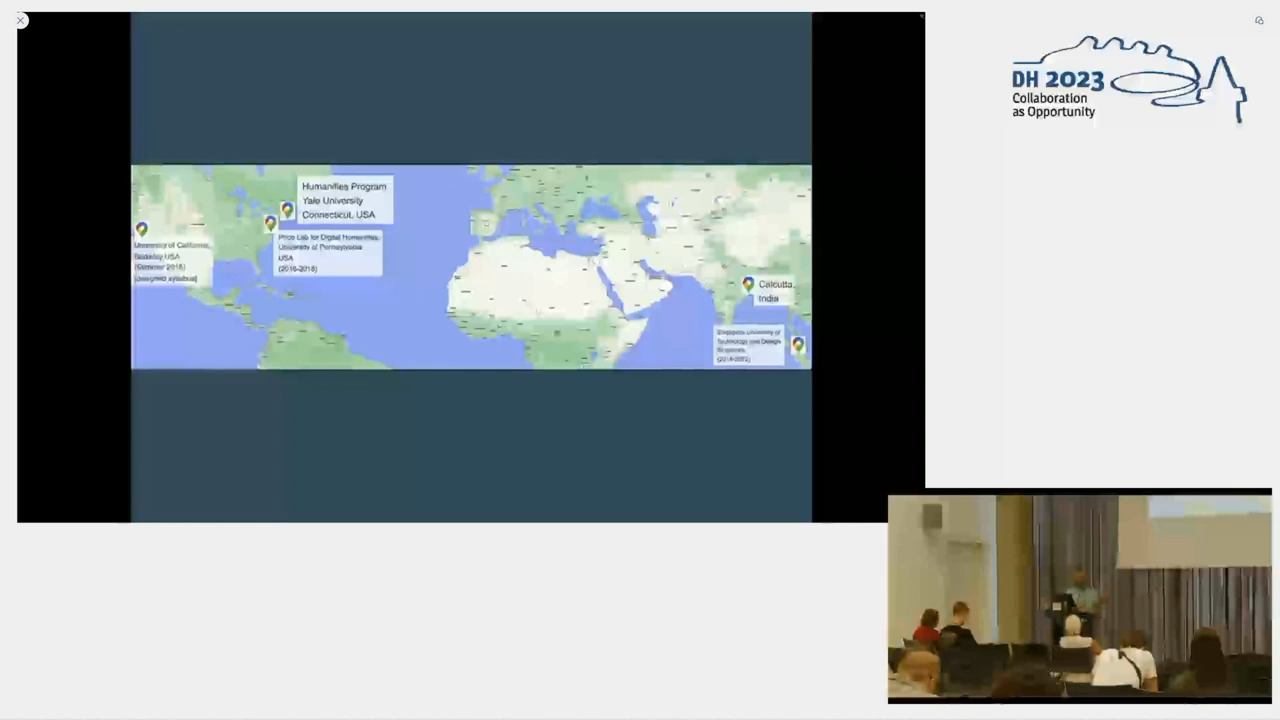 DH 2023
Collaboration
as Opportunity
Humanities Program
Yale University
Connecticut, USA
Price Lab for Digital Humanities,
University of Pennsylvania
USA
(2016-2018)
University of California,
Berkeley USA
(Summer 2018)
[designed syllabus]
Calcutta,
India
Singapore University of
Technology and Design
Singapore